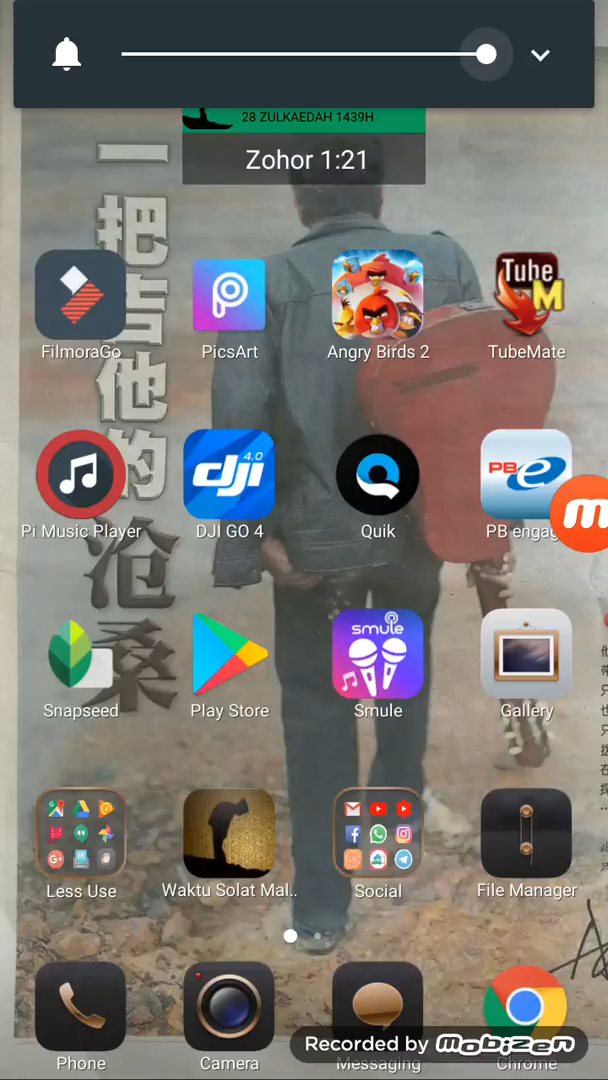 28 ZULKAEDAH 1439H
Zohor 1:21
一把吉他的沧桑
FilmoraGo
PicsArt
Angry Birds 2
Tube
M
TubeMate
Pi Music Player
dji 4.0
DJI GO 4
Quik
PB e
PB engag
m
Snapseed
Play Store
smule
Smule
Gallery
Less Use
Waktu Solat Mal..
Social
File Manager
Phone
Camera
Messaging
Chrome
Recorded by mobizen